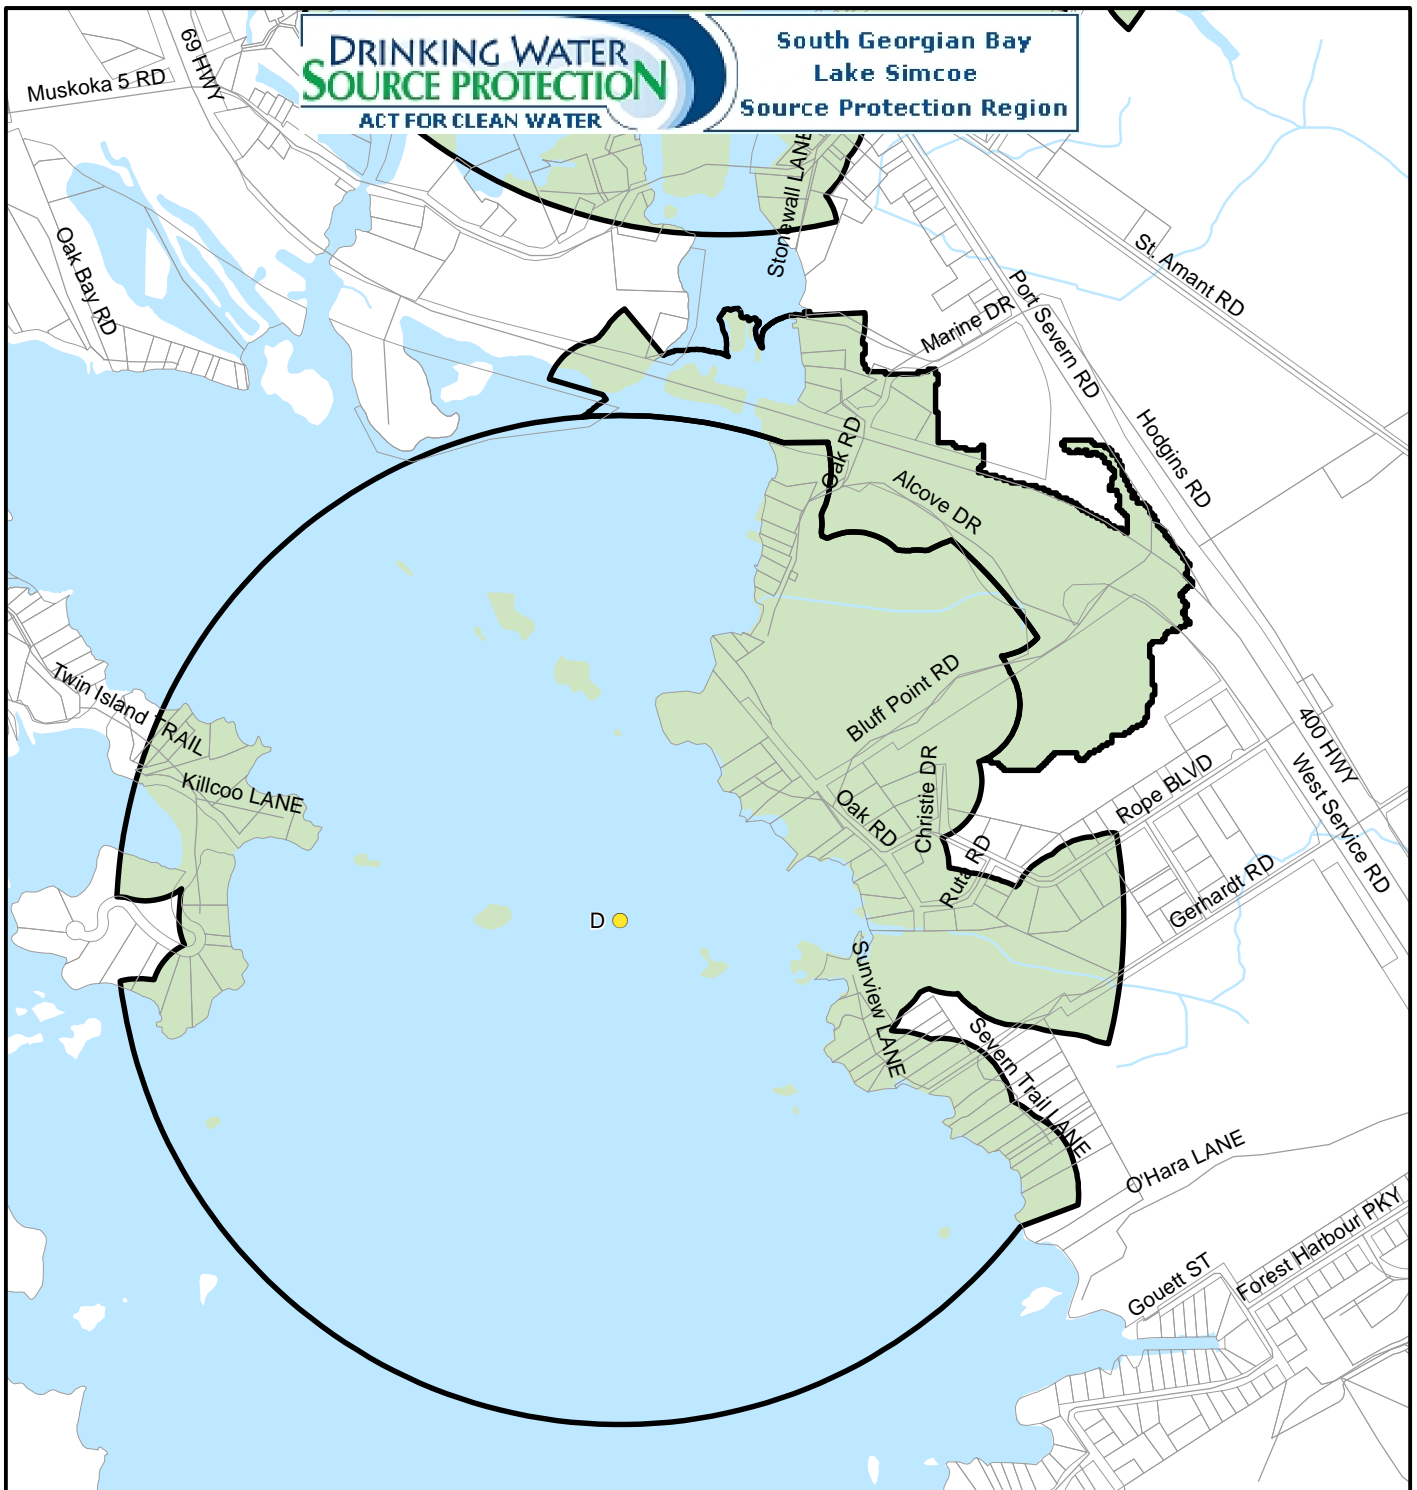 DRINKING WATER
SOURCE PROTECTION
ACT FOR CLEAN WATER
South Georgian Bay
Lake Simcoe
Source Protection Region
69 HWY
Muskoka 5 RD
Stonewall LANE
Oak Bay RD
St. Amant RD
Port Severn RD
Marine DR
Hodgins RD
Oak RD
Alcove DR
Twin Island TRAIL
Bluff Point RD
Killcoo LANE
Christie DR
Oak RD
400 HWY
West Service RD
Rope BLVD
Ruta RD
Gerhardt RD
D
Sunview LANE
Severn Trail LANE
O'Hara LANE
Forest Harbour PKY
Gouett ST